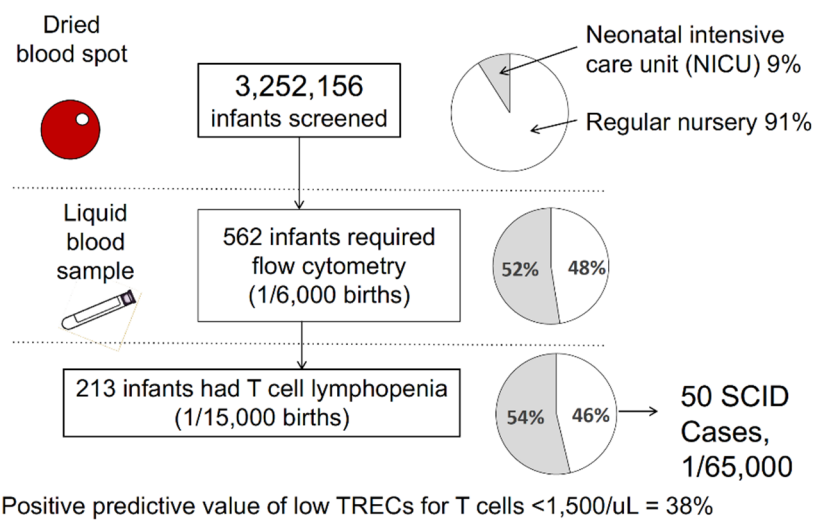 Dried
blood spot
3,252,156
infants screened
Neonatal intensive
care unit (NICU) 9%
Regular nursery 91%
Liquid
blood
sample
562 infants required
flow cytometry
(1/6,000 births)
52%
48%
213 infants had T cell lymphopenia
(1/15,000 births)
54%
46%
50 SCID
Cases,
1/65,000
Positive predictive value of low TRECs for T cells <1,500/uL = 38%